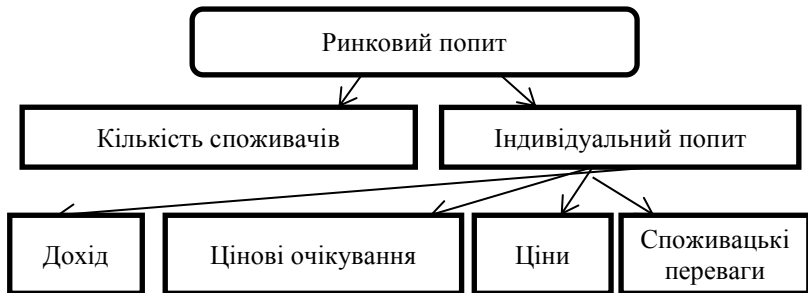 Ринковий попит
Кількість споживачів
Індивідуальний попит
Дохід
Цінові очікування
Ціни
Споживацькі
переваги